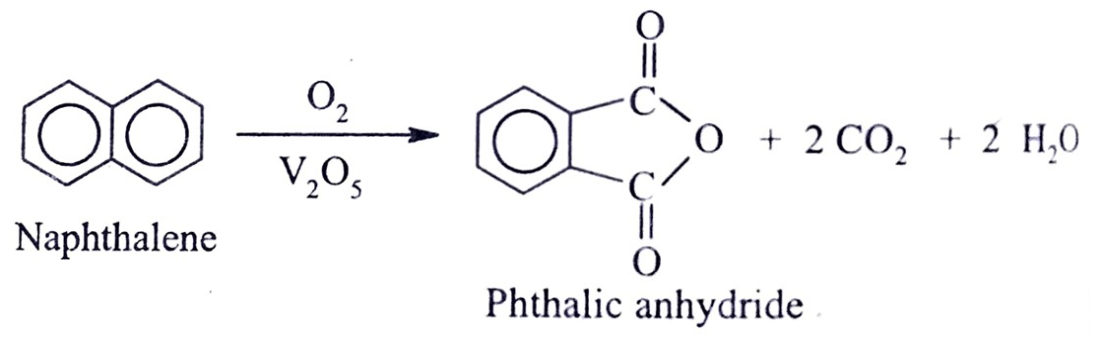 O
O₂
C
O + 2 CO₂ + 2 H₂O
V₂O₅
C
Naphthalene
O
Phthalic anhydride